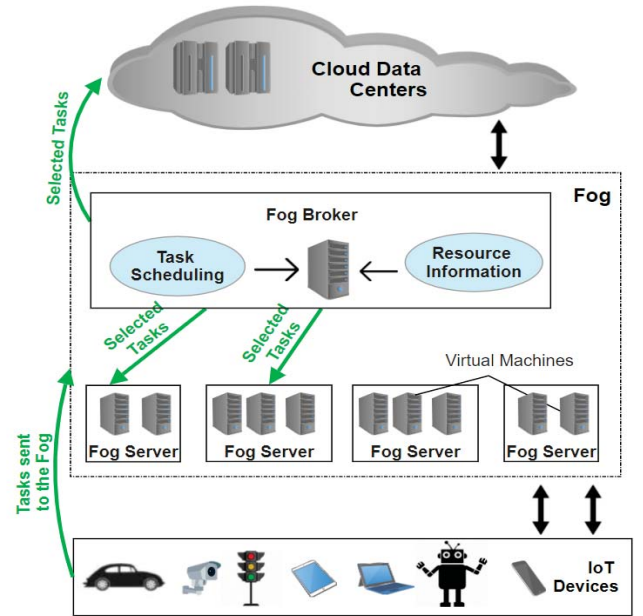 Cloud Data
Centers
Selected Tasks
Fog
Fog Broker
Task
Scheduling
Resource
Information
Selected
Tasks
Selected
Tasks
Virtual Machines
Fog Server
Fog Server
Fog Server
Fog Server
Tasks sent
to the Fog
IoT
Devices